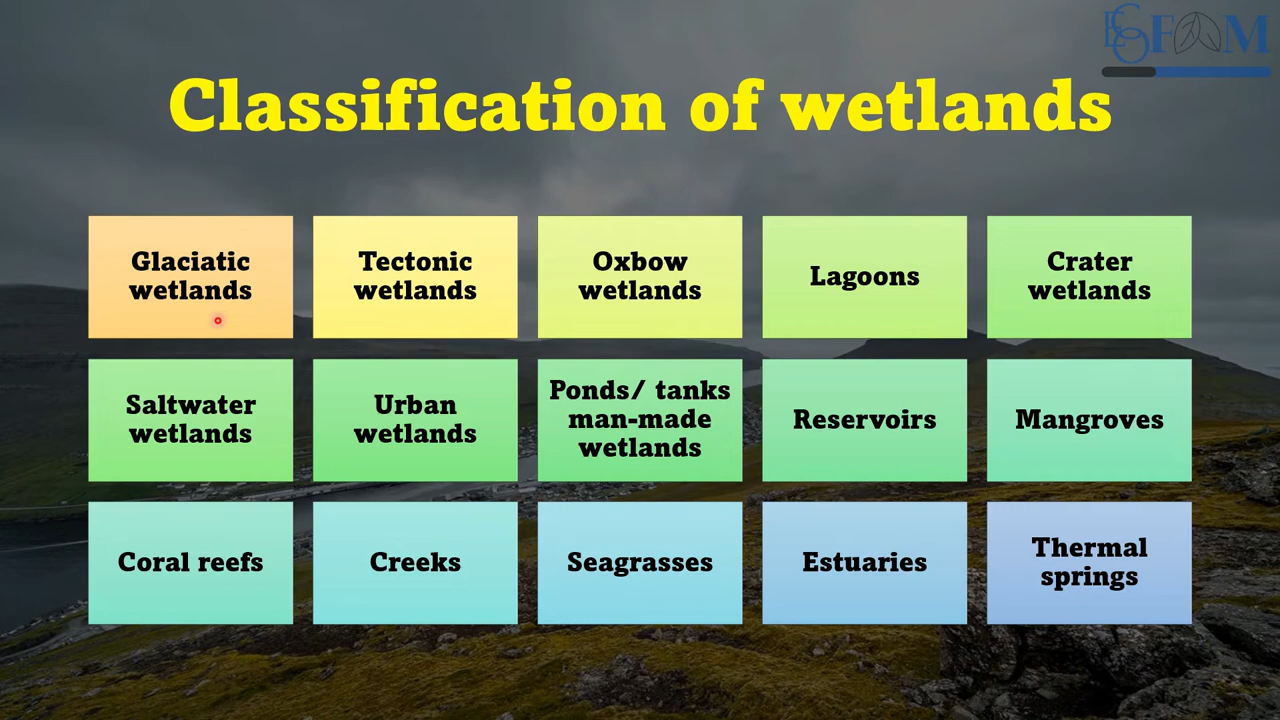 ECOFAM
Classification of wetlands
Glaciatic
wetlands
Tectonic
wetlands
Oxbow
wetlands
Lagoons
Crater
wetlands
Saltwater
wetlands
Urban
wetlands
Ponds/ tanks
man-made
wetlands
Reservoirs
Mangroves
Coral reefs
Creeks
Seagrasses
Estuaries
Thermal
springs